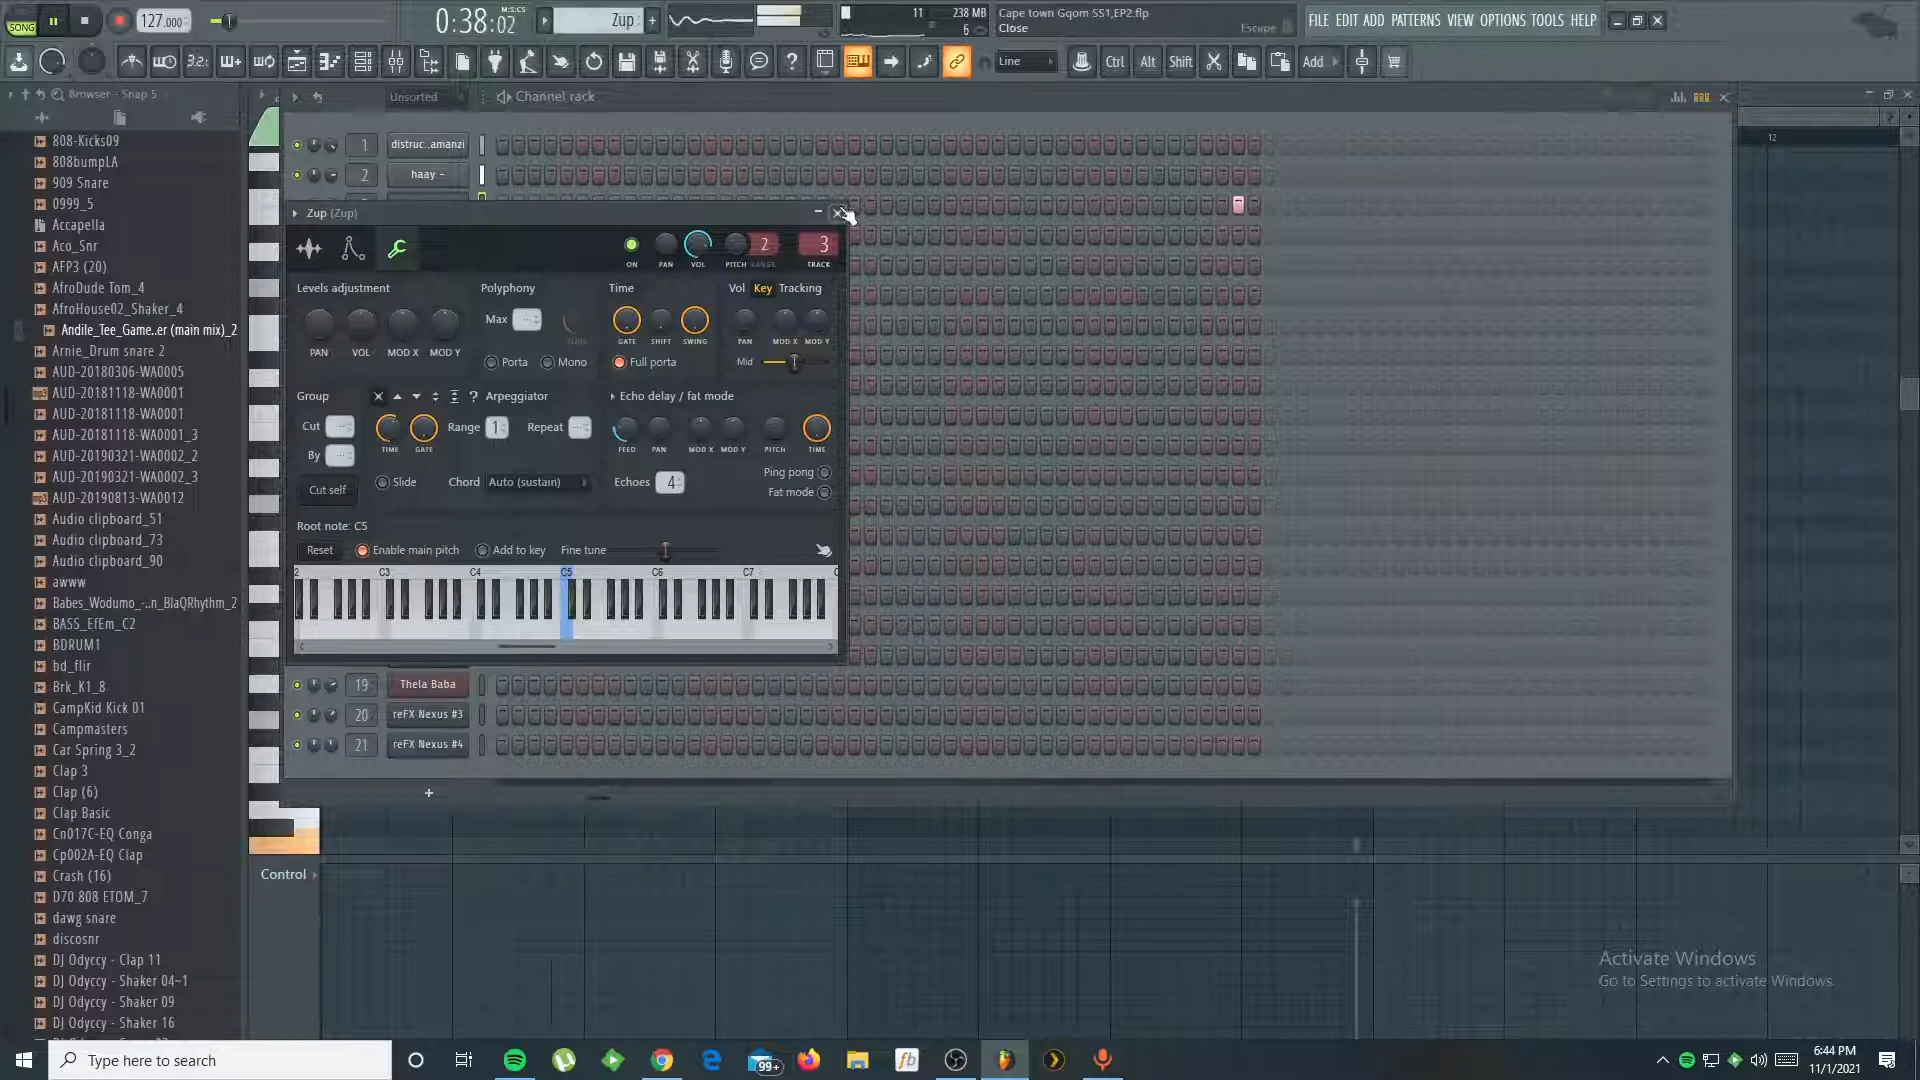 SONG
127.000
0:38:02
M:S:CS
Zup
11
238 MB
6
Cape town Gqom SS1,EP2.flp
Close
Escape
FILE EDIT ADD PATTERNS VIEW OPTIONS TOOLS HELP
3.2
?
Line
Ctrl
Alt
Shift
Add
Browser - Snap 5
Unsorted
Channel rack
12
808-Kicks09
808bumpLA
909 Snare
0999_5
Accapella
Aco_Snr
AFP3 (20)
AfroDude Tom_4
AfroHouse02_Shaker_4
Andile_Tee_Game..er (main mix)_2
Arnie_Drum snare 2
AUD-20180306-WA0005
AUD-20181118-WA0001
AUD-20181118-WA0001
AUD-20181118-WA0001_3
AUD-20190321-WA0002_2
AUD-20190321-WA0002_3
AUD-20190813-WA0012
Audio clipboard_51
Audio clipboard_73
Audio clipboard_90
awww
Babes_Wodumo_-..n_BlaQRhythm_2
BASS_EfEm_C2
BDRUM1
bd_flir
Brk_K1_8
CampKid Kick 01
Campmasters
Car Spring 3_2
Clap 3
Clap (6)
Clap Basic
Cn017C-EQ Conga
Cp002A-EQ Clap
Crash (16)
D70 808 ETOM_7
dawg snare
discosnr
DJ Odyccy - Clap 11
DJ Odyccy - Shaker 04~1
DJ Odyccy - Shaker 09
DJ Odyccy - Shaker 16
1
distruc..amanzi
2
haay -
Zup (Zup)
2
3
ON
PAN
VOL
PITCH
RANGE
TRACK
Levels adjustment
Polyphony
Time
Vol
Key
Tracking
Max
PAN
VOL
MOD X
MOD Y
GATE
SHIFT
SWING
PAN
MOD X
MOD Y
Porta
Mono
Full porta
Mid
Group
?
Arpeggiator
Echo delay / fat mode
Cut
Range
1
Repeat
By
TIME
GATE
FEED
PAN
MOD X
MOD Y
PITCH
TIME
Ping pong
Fat mode
Cut self
Slide
Chord
Auto (sustain)
Echoes
4
Root note: C5
Reset
Enable main pitch
Add to key
Fine tune
2
C3
C4
C5
C6
C7
19
Thela Baba
20
reFX Nexus #3
21
reFX Nexus #4
+
Control
Activate Windows
Go to Settings to activate Windows.
Type here to search
99+
fb
6:44 PM
11/1/2021